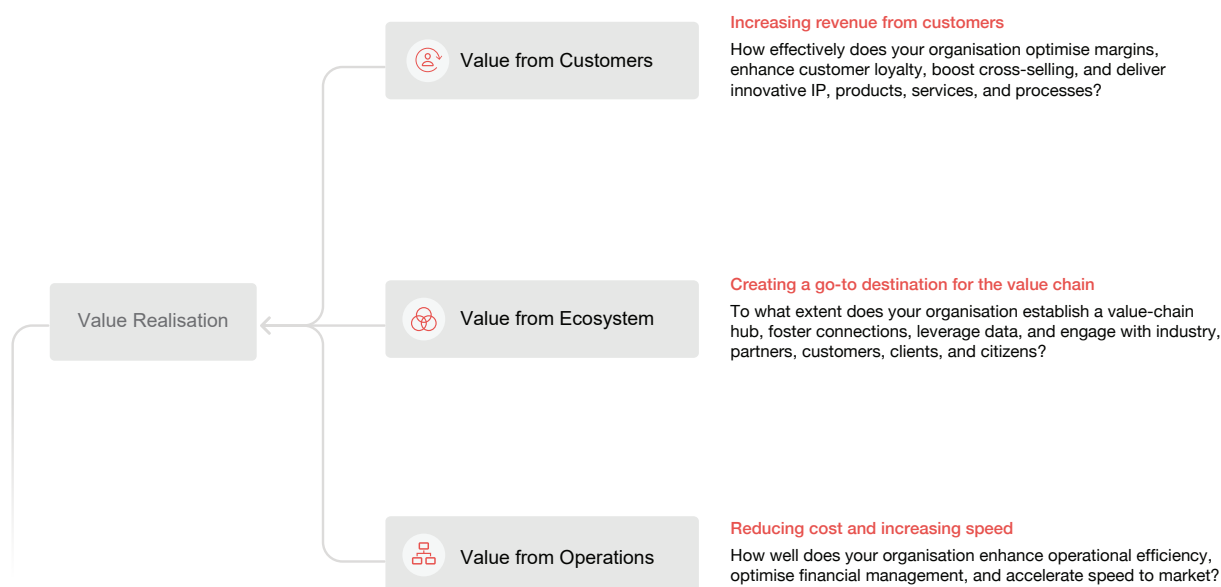 Increasing revenue from customers
Value from Customers
How effectively does your organisation optimise margins,
enhance customer loyalty, boost cross-selling, and deliver
innovative IP, products, services, and processes?
Value Realisation
Creating a go-to destination for the value chain
Value from Ecosystem
To what extent does your organisation establish a value-chain
hub, foster connections, leverage data, and engage with industry,
partners, customers, clients, and citizens?
Reducing cost and increasing speed
Value from Operations
How well does your organisation enhance operational efficiency,
optimise financial management, and accelerate speed to market?